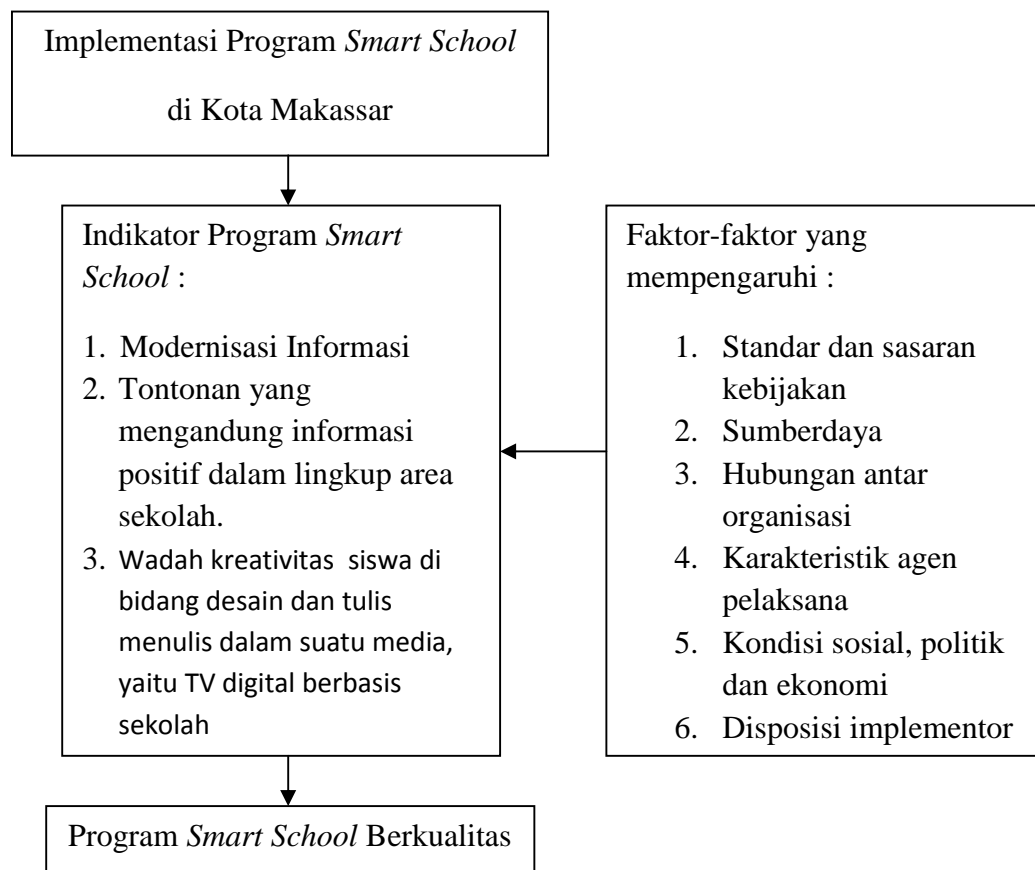 Implementasi Program Smart School
di Kota Makassar
Indikator Program Smart
School :
1. Modernisasi Informasi
2. Tontonan yang
mengandung informasi
positif dalam lingkup area
sekolah.
3. Wadah kreativitas  siswa di
bidang desain dan tulis
menulis dalam suatu media,
yaitu TV digital berbasis
sekolah
Faktor-faktor yang
mempengaruhi :
1. Standar dan sasaran
kebijakan
2. Sumberdaya
3. Hubungan antar
organisasi
4. Karakteristik agen
pelaksana
5. Kondisi sosial, politik
dan ekonomi
6. Disposisi implementor
Program Smart School Berkualitas